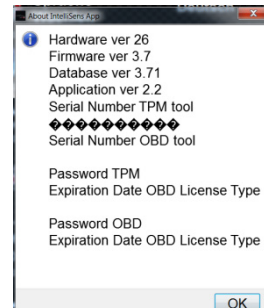 About IntelliSens App
Hardware ver 26
Firmware ver 3.7
Database ver 3.71
Application ver 2.2
Serial Number TPM tool
������������
Serial Number OBD tool
Password TPM
Expiration Date OBD License Type
Password OBD
Expiration Date OBD License Type
OK